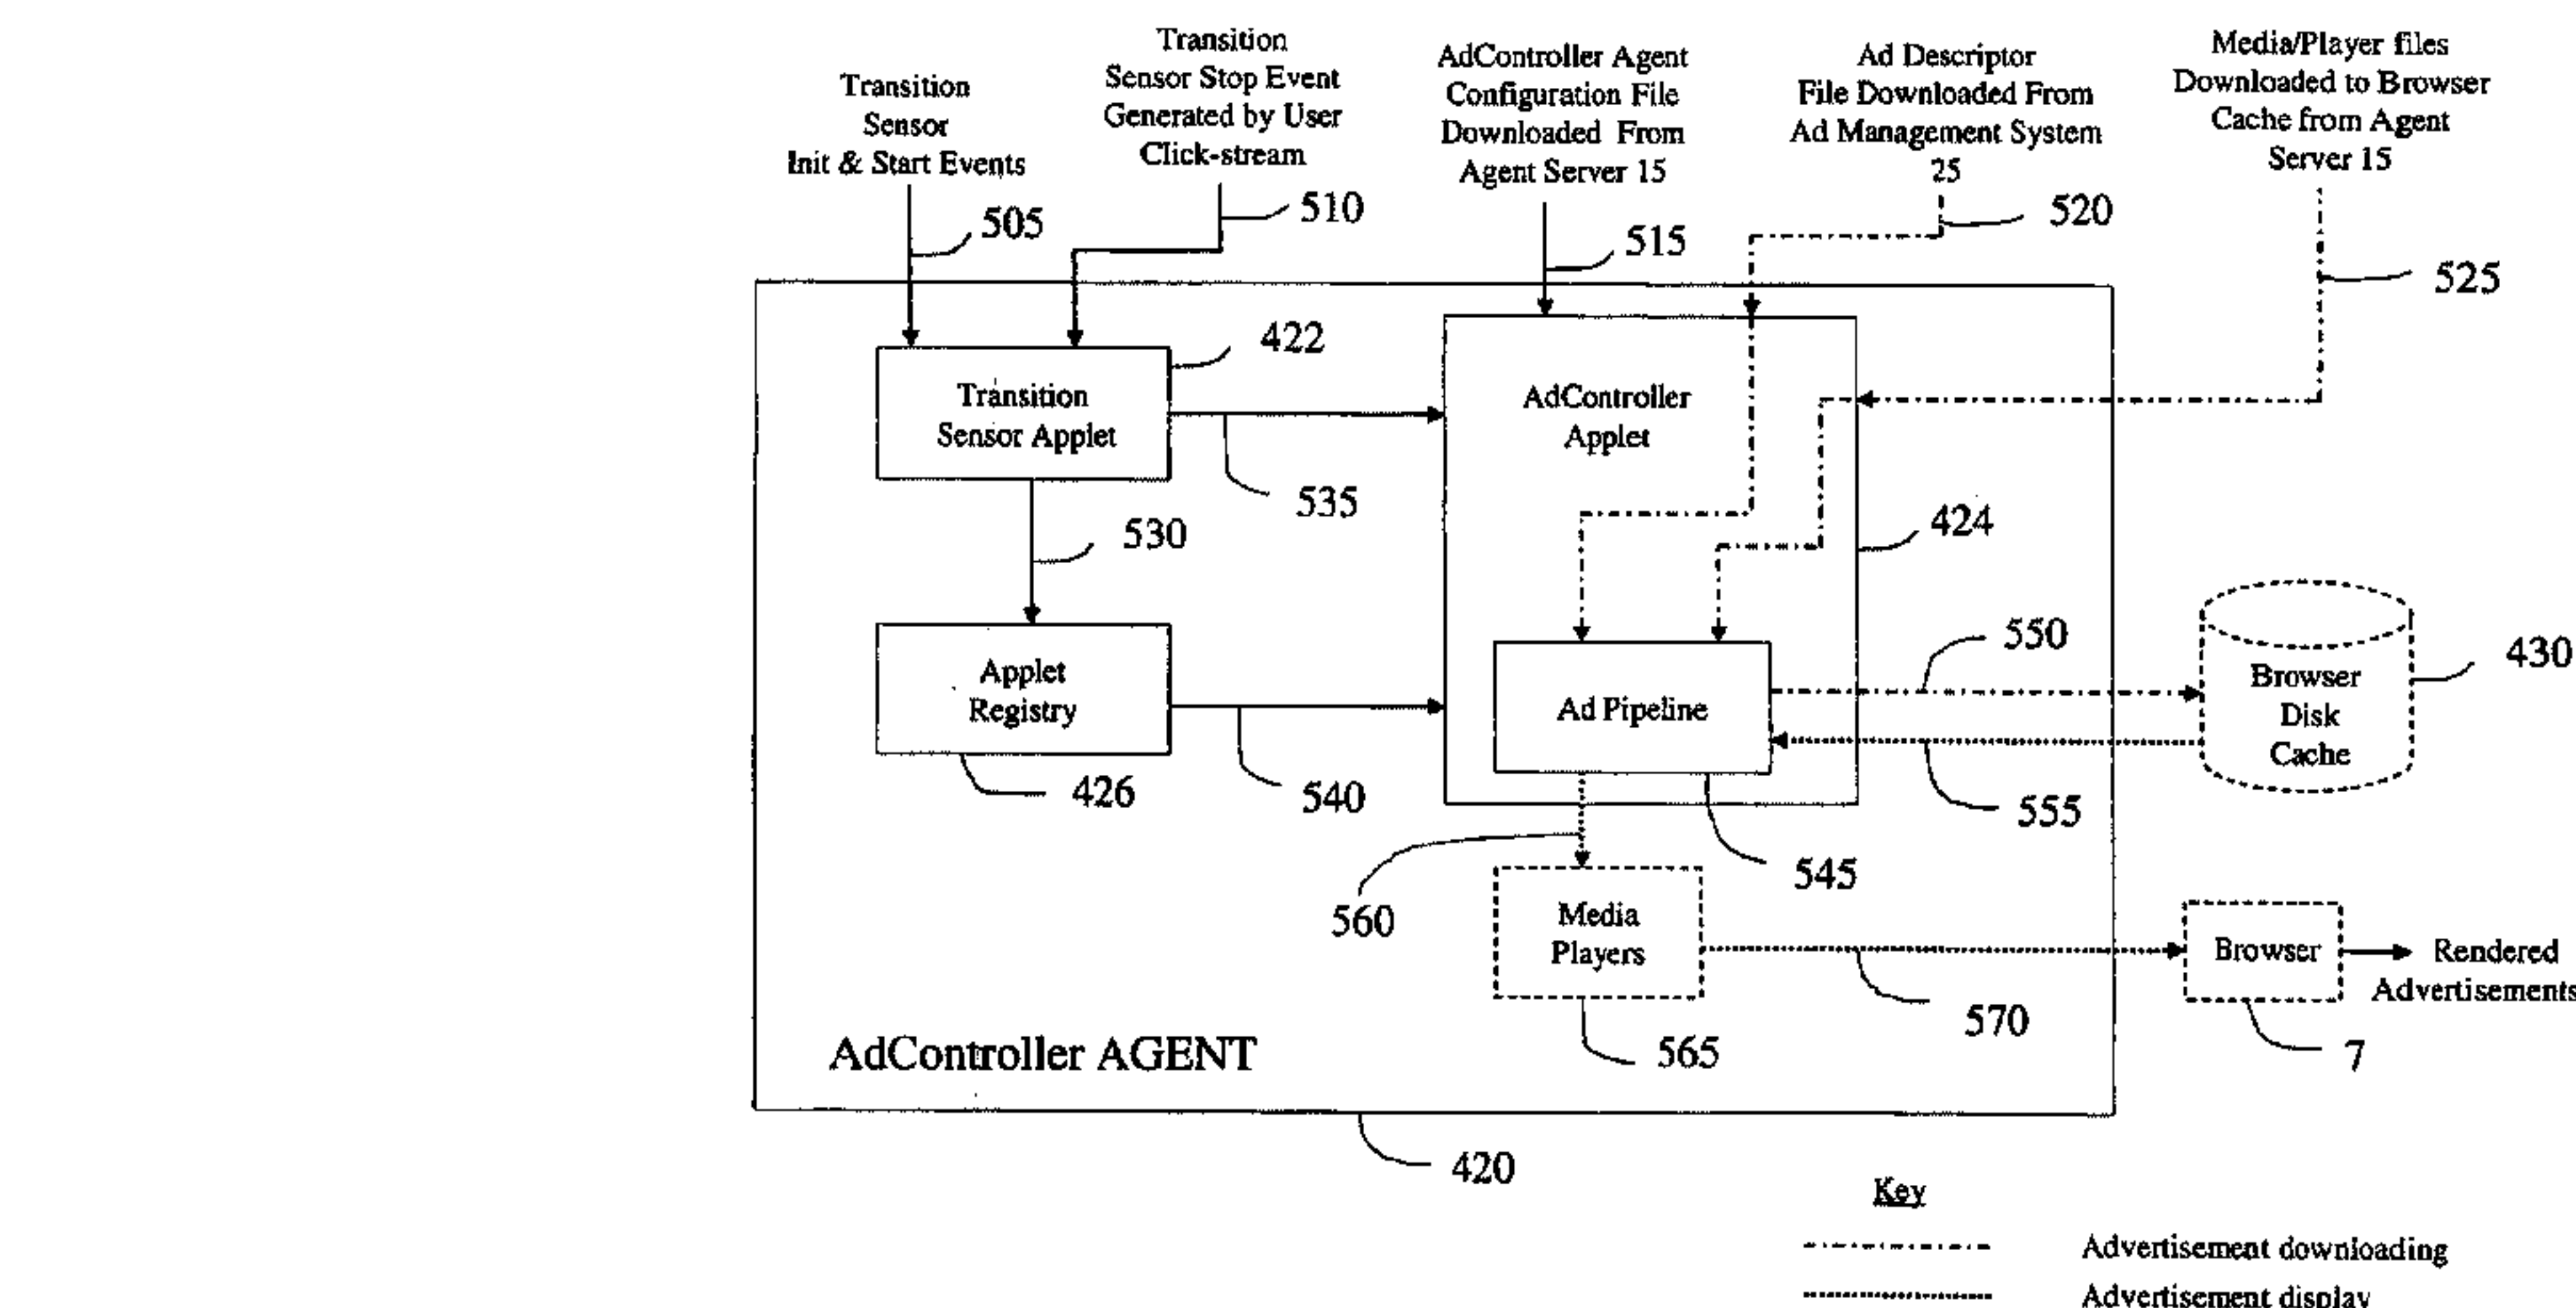 Transition
Sensor
Init & Start Events
Transition
Sensor Stop Event
Generated by User
Click-stream
AdController Agent
Configuration File
Downloaded From
Agent Server 15
Ad Descriptor
File Downloaded From
Ad Management System
25
Media/Player files
Downloaded to Browser
Cache from Agent
Server 15
505
510
515
520
525
422
Transition
Sensor Applet
535
AdController
Applet
424
530
Applet
Registry
426
540
Ad Pipeline
550
555
545
Browser
Disk
Cache
430
560
Media
Players
565
570
Browser
7
Rendered
Advertisements
AdController AGENT
420
Key
Advertisement downloading
Advertisement display